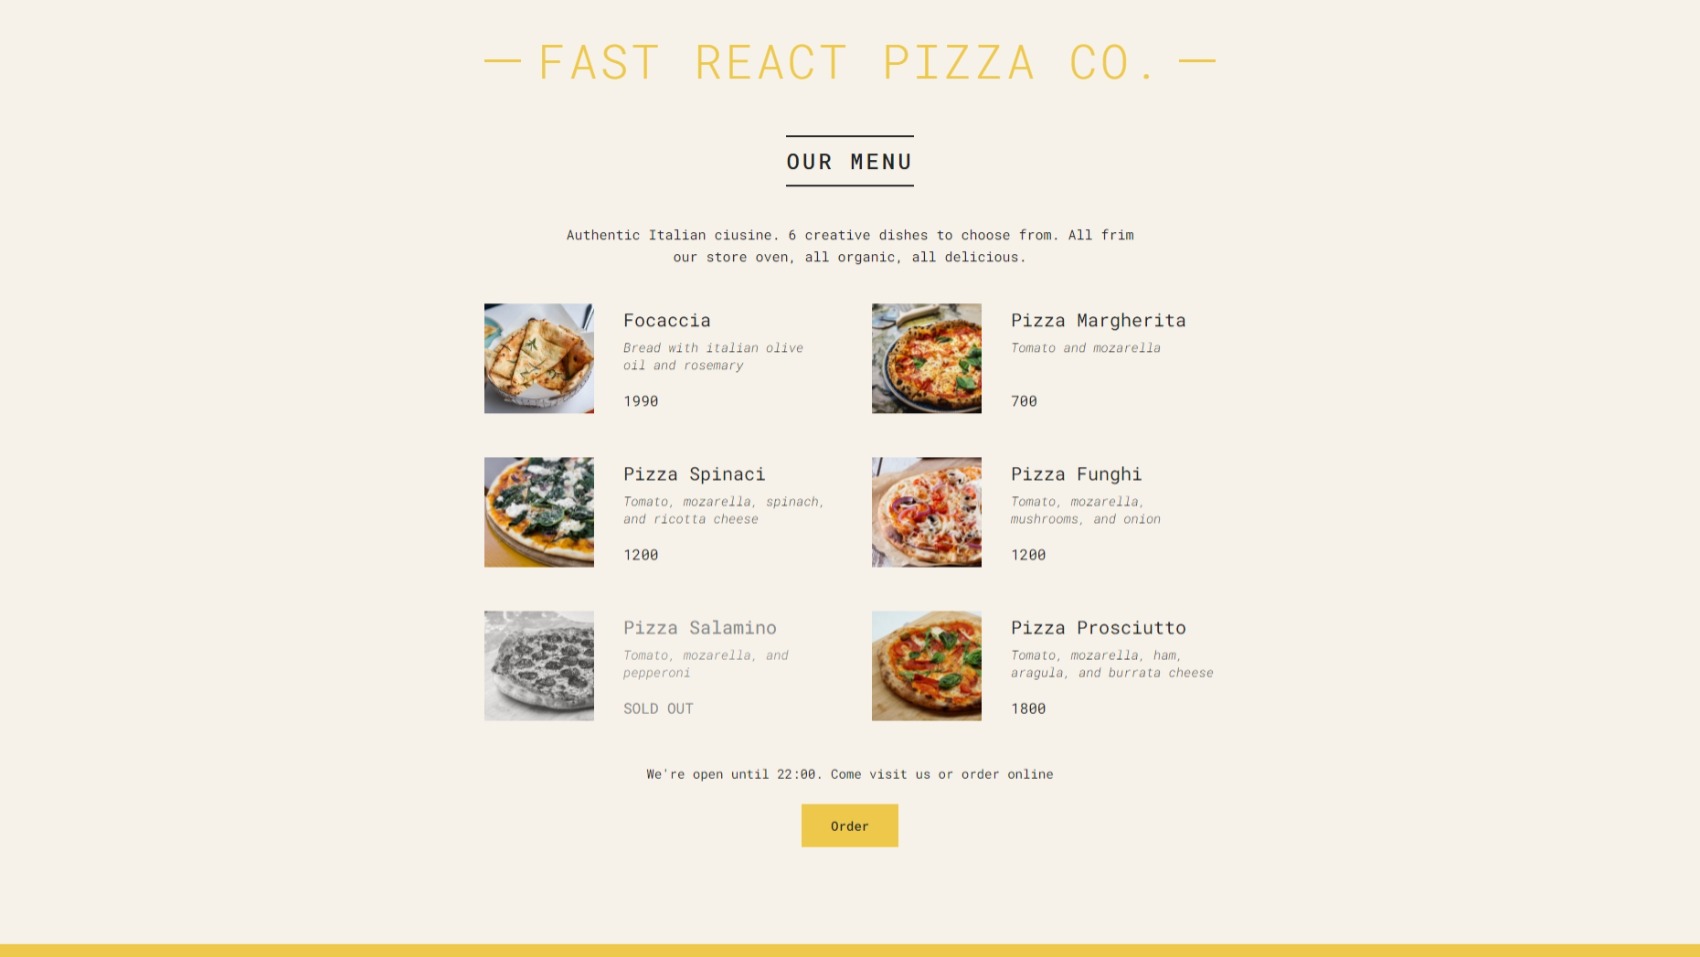 — FAST REACT PIZZA CO. —
OUR MENU
Authentic Italian ciusine. 6 creative dishes to choose from. All frim
our store oven, all organic, all delicious.
Focaccia
Bread with italian olive
oil and rosemary
1990
Pizza Margherita
Tomato and mozarella
700
Pizza Spinaci
Tomato, mozarella, spinach,
and ricotta cheese
1200
Pizza Funghi
Tomato, mozarella,
mushrooms, and onion
1200
Pizza Salamino
Tomato, mozarella, and
pepperoni
SOLD OUT
Pizza Prosciutto
Tomato, mozarella, ham,
aragula, and burrata cheese
1800
We're open until 22:00. Come visit us or order online
Order